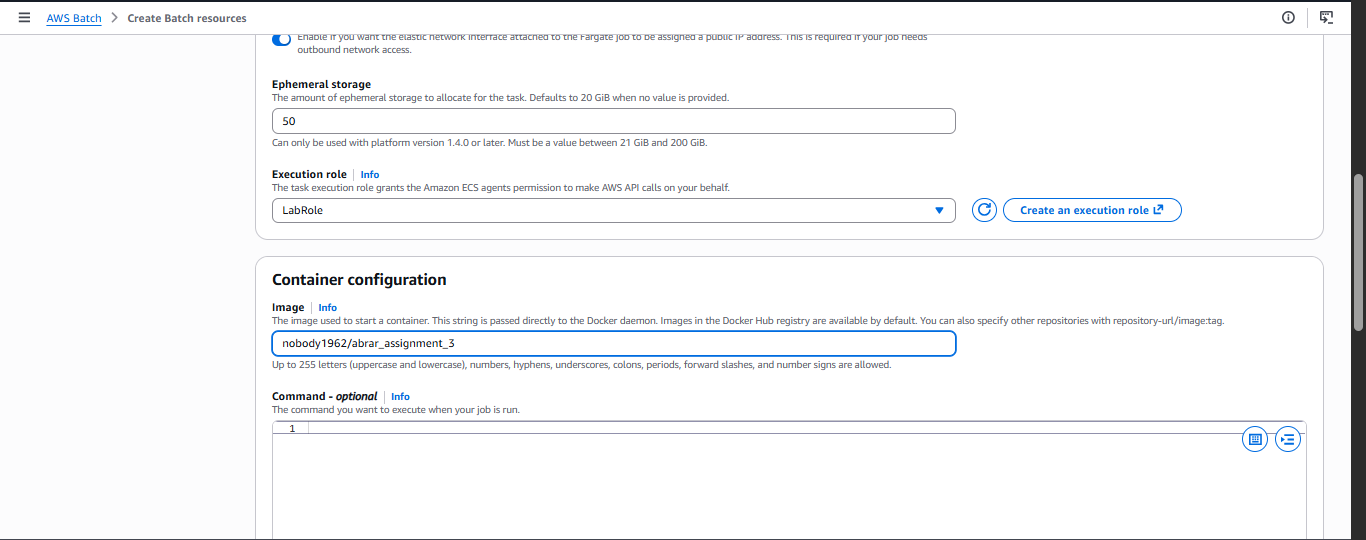 AWS Batch > Create Batch resources
Enable if you want the elastic network interface attached to the Fargate job to be assigned a public IP address. This is required if your job needs
outbound network access.
Ephemeral storage
The amount of ephemeral storage to allocate for the task. Defaults to 20 GiB when no value is provided.
50
Can only be used with platform version 1.4.0 or later. Must be a value between 21 GiB and 200 GiB.
Execution role | Info
The task execution role grants the Amazon ECS agents permission to make AWS API calls on your behalf.
LabRole
Create an execution role
Container configuration
Image | Info
The image used to start a container. This string is passed directly to the Docker daemon. Images in the Docker Hub registry are available by default. You can also specify other repositories with repository-url/image:tag.
nobody1962/abrar_assignment_3
Up to 255 letters (uppercase and lowercase), numbers, hyphens, underscores, colons, periods, forward slashes, and number signs are allowed.
Command - optional | Info
The command you want to execute when your job is run.
1